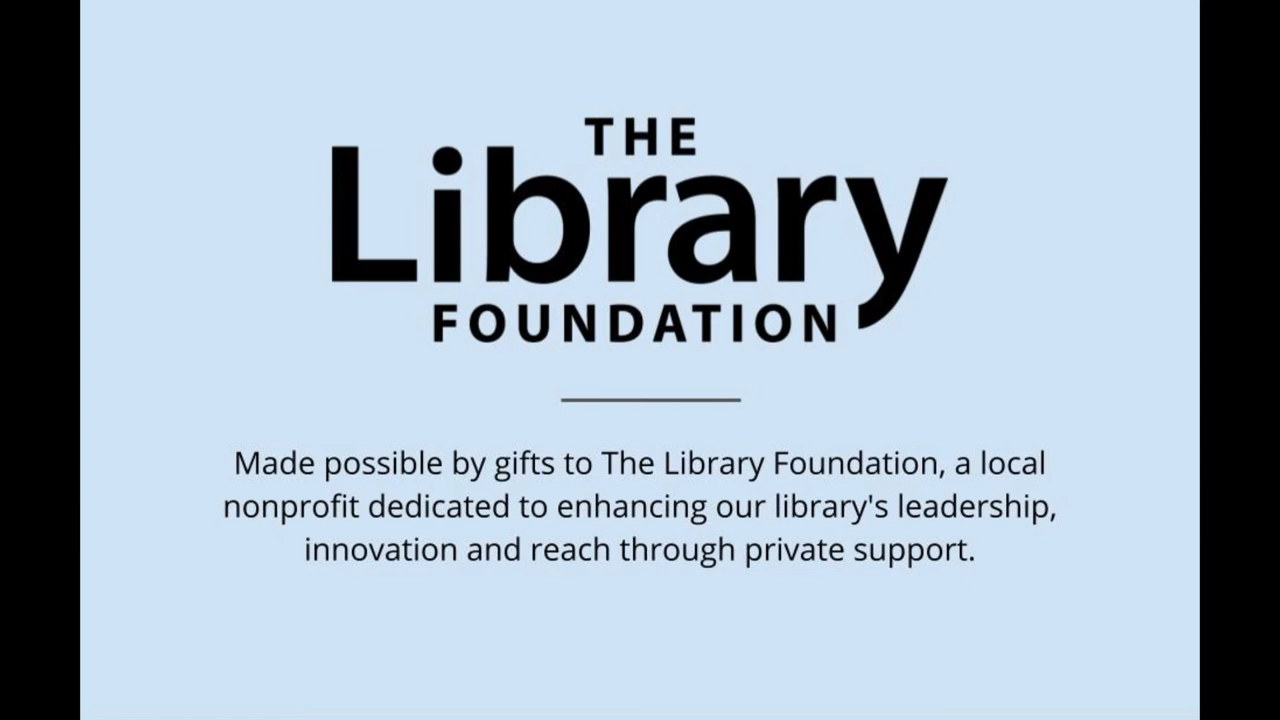 THE
Library
FOUNDATION
Made possible by gifts to The Library Foundation, a local
nonprofit dedicated to enhancing our library's leadership,
innovation and reach through private support.